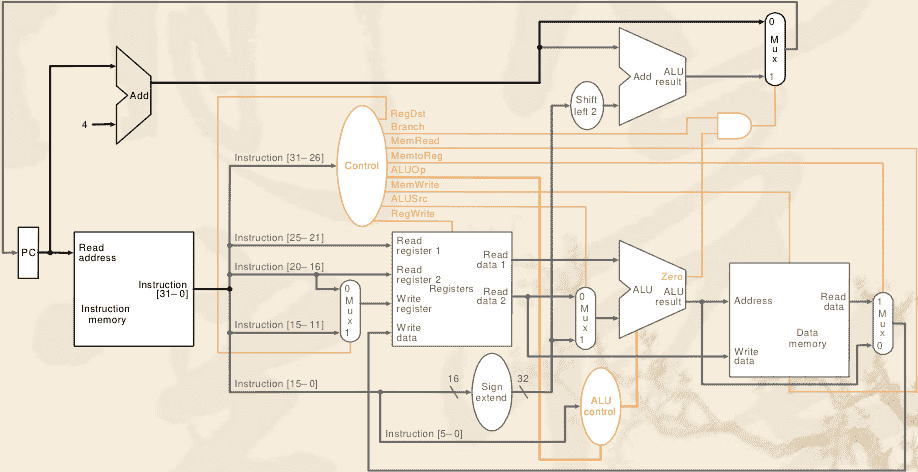 0
M
u
x
1
Add
ALU
result
Add
4
Shift
left 2
RegDst
Branch
MemRead
MemtoReg
ALUOp
MemWrite
ALUSrc
RegWrite
Control
Instruction [31–26]
Instruction [25–21]
Instruction [20–16]
Instruction [15–11]
Instruction [15–0]
Instruction [5–0]
PC
Read
address
Instruction
[31–0]
Instruction
memory
0
M
u
x
1
Read
register 1
Read
register 2
Registers
Write
register
Write
data
Read
data 1
Read
data 2
0
M
u
x
1
Zero
ALU
ALU
result
Address
Write
data
Read
data
Data
memory
1
M
u
x
0
16
Sign
extend
32
ALU
control